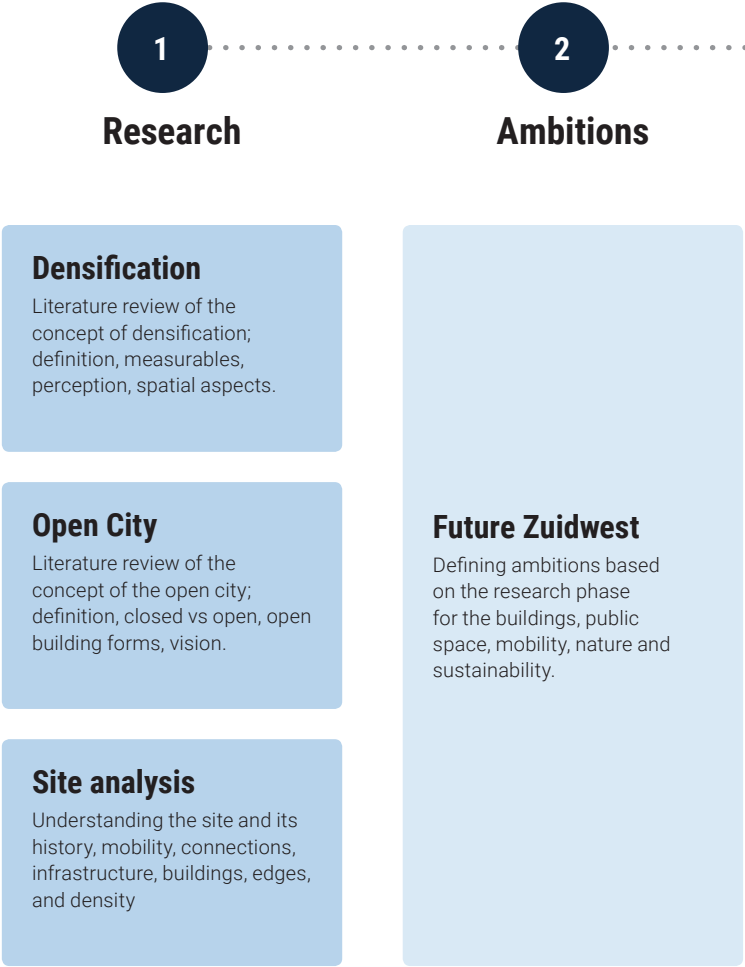 1
Research
Densification
Literature review of the
concept of densification;
definition, measurables,
perception, spatial aspects.
Open City
Literature review of the
concept of the open city;
definition, closed vs open, open
building forms, vision.
Site analysis
Understanding the site and its
history, mobility, connections,
infrastructure, buildings, edges,
and density
2
Ambitions
Future Zuidwest
Defining ambitions based
on the research phase
for the buildings, public
space, mobility, nature and
sustainability.